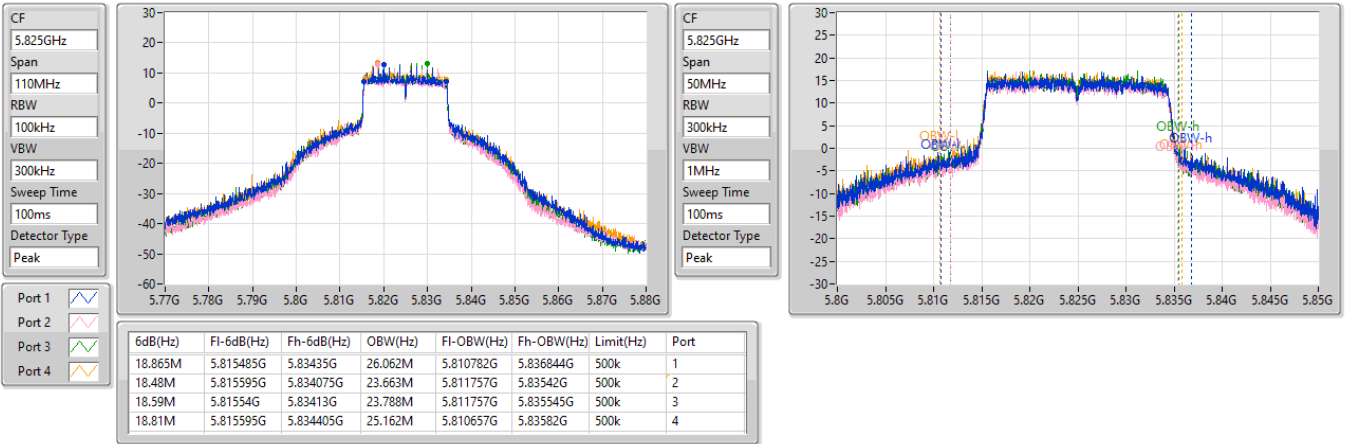 CF
5.825GHz
Span
110MHz
RBW
100kHz
VBW
300kHz
Sweep Time
100ms
Detector Type
Peak
30
20
10
0
-10
-20
-30
-40
-50
-60
5.77G 5.78G 5.79G 5.8G 5.81G 5.82G 5.83G 5.84G 5.85G 5.86G 5.87G 5.88G
CF
5.825GHz
Span
50MHz
RBW
300kHz
VBW
1MHz
Sweep Time
100ms
Detector Type
Peak
30
25
20
15
10
5
0
-5
-10
-15
-20
-25
-30
OBW-l
OBW-l
OBW-h
OBW-h
5.8G 5.805G 5.81G 5.815G 5.82G 5.825G 5.83G 5.835G 5.84G 5.845G 5.85G
Port 1
Port 2
Port 3
Port 4
6dB(Hz) Fl-6dB(Hz) Fh-6dB(Hz) OBW(Hz) Fl-OBW(Hz) Fh-OBW(Hz) Limit(Hz) Port
18.865M 5.815485G 5.83435G 26.062M 5.810782G 5.836844G 500k 1
18.48M 5.815595G 5.834075G 23.663M 5.811757G 5.83542G 500k 2
18.59M 5.81554G 5.83413G 23.788M 5.811757G 5.835545G 500k 3
18.81M 5.815595G 5.834405G 25.162M 5.810657G 5.83582G 500k 4